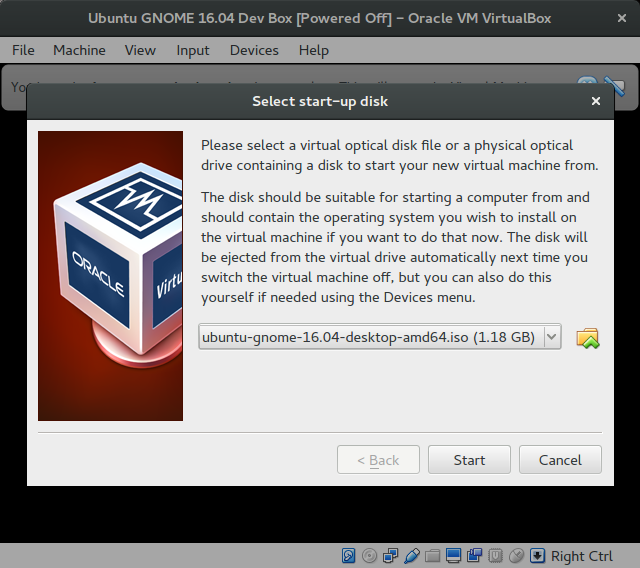 Ubuntu GNOME 16.04 Dev Box [Powered Off] – Oracle VM VirtualBox
File Machine View Input Devices Help
Select start-up disk
Please select a virtual optical disk file or a physical optical
drive containing a disk to start your new virtual machine from.
The disk should be suitable for starting a computer from and
should contain the operating system you wish to install on
the virtual machine if you want to do that now. The disk will
be ejected from the virtual drive automatically next time you
switch the virtual machine off, but you can also do this
yourself if needed using the Devices menu.
ORACLE
Virtu
ubuntu-gnome-16.04-desktop-amd64.iso (1.18 GB)
< Back Start Cancel
Right Ctrl